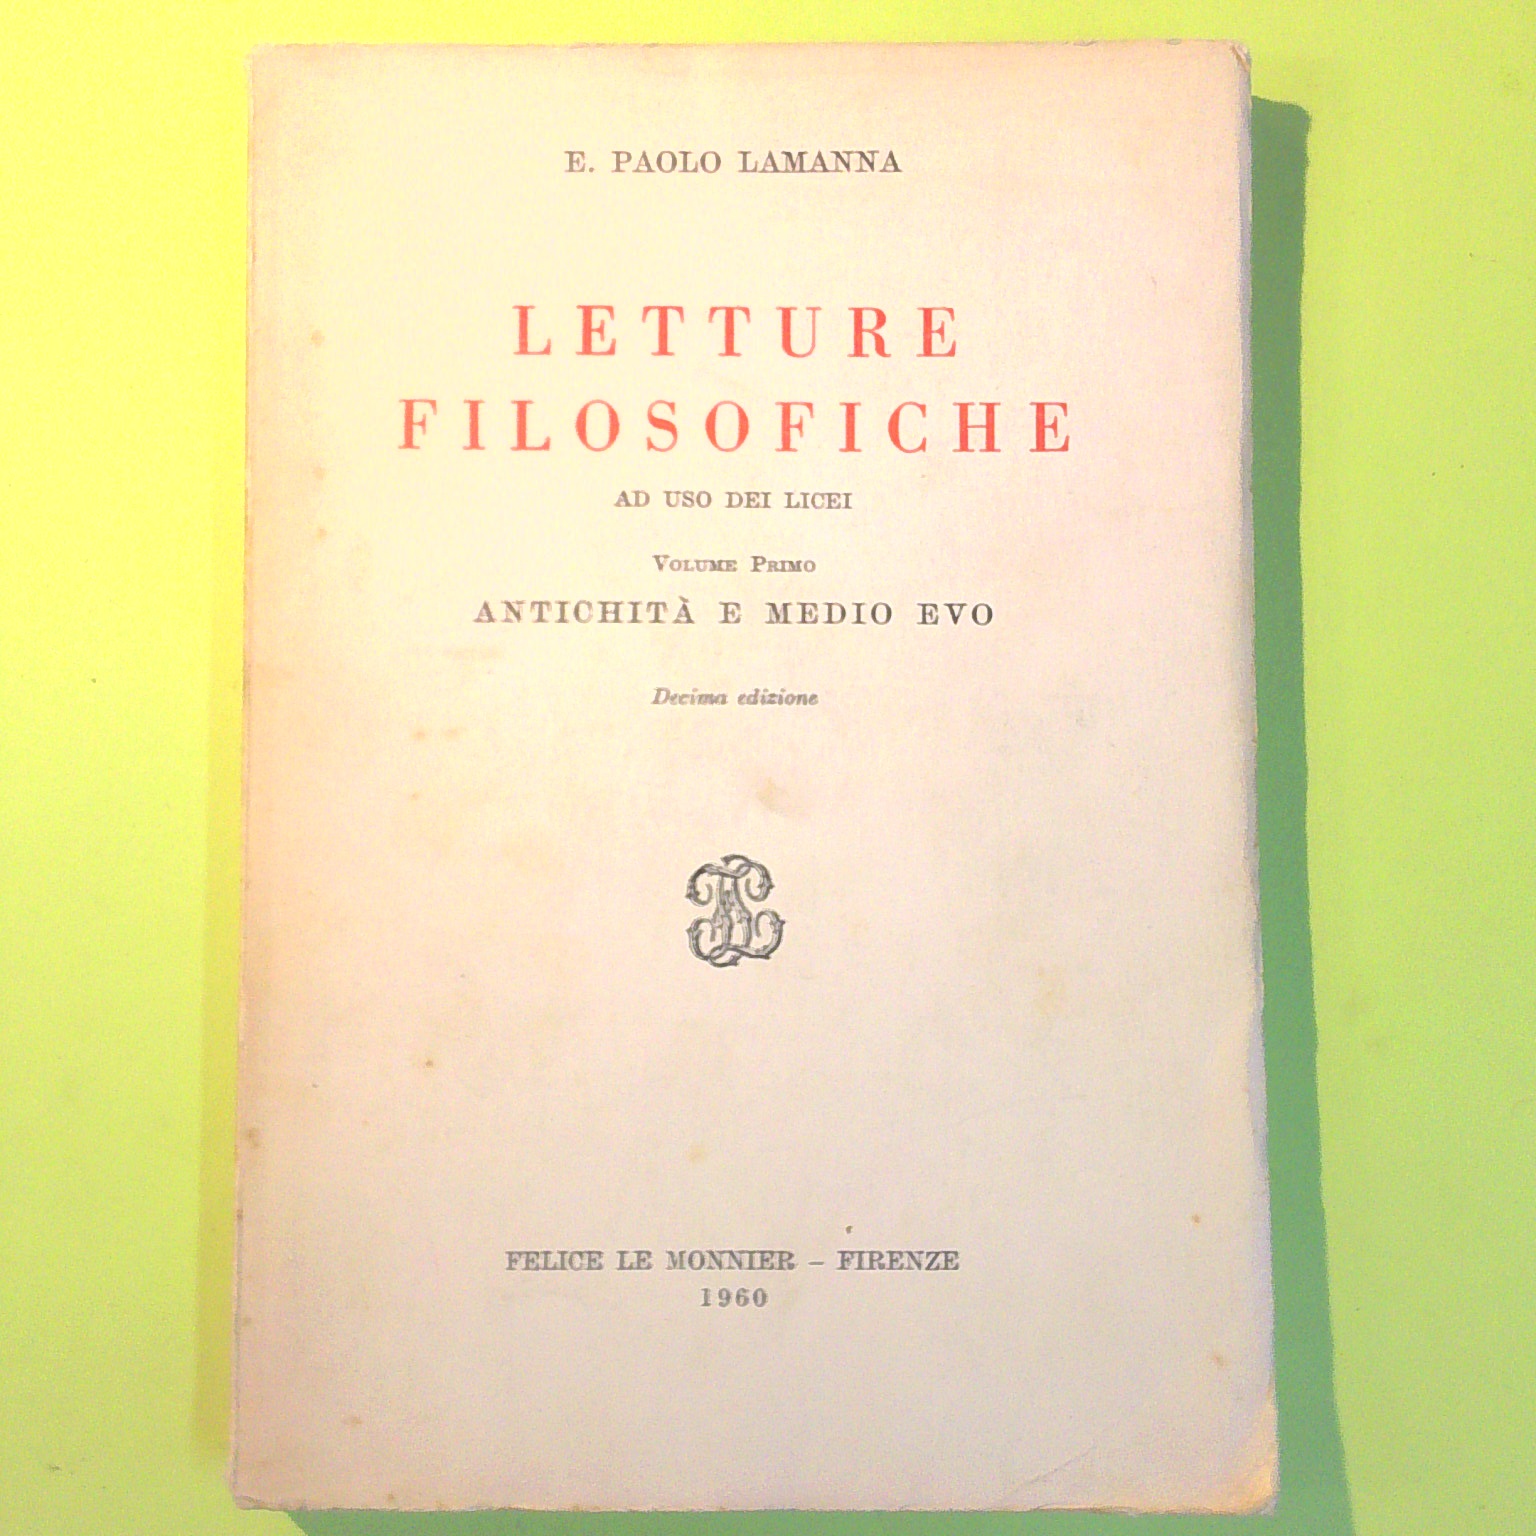 E. PAOLO LAMANNA
LETTURE
FILOSOFICHE
AD USO DEI LICEI
VOLUME PRIMO
ANTICHITÀ E MEDIO EVO
Decima edizione
FELICE LE MONNIER – FIRENZE
1960